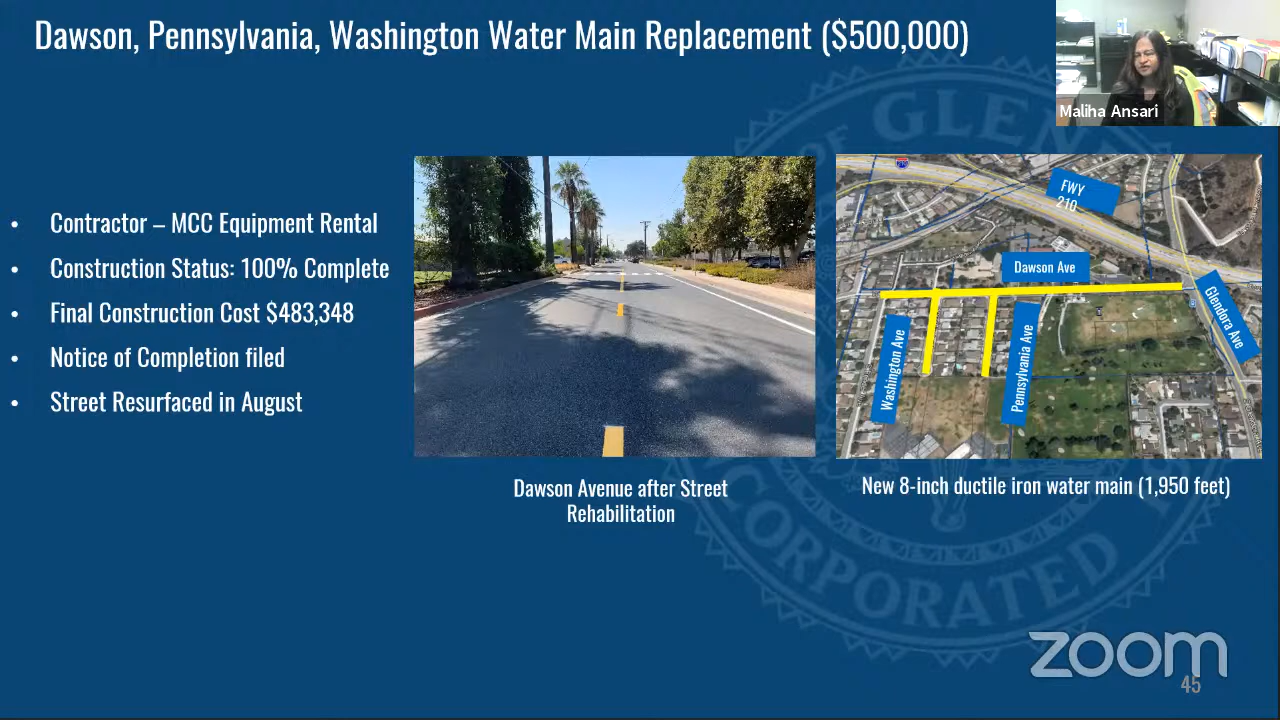 Dawson, Pennsylvania, Washington Water Main Replacement ($500,000)
Maliha Ansari
• Contractor – MCC Equipment Rental
• Construction Status: 100% Complete
• Final Construction Cost $483,348
• Notice of Completion filed
• Street Resurfaced in August
FWY
210
Dawson Ave
Glendora Ave
Washington Ave
Pennsylvania Ave
Dawson Avenue after Street
Rehabilitation
New 8-inch ductile iron water main (1,950 feet)
OF GLEN
CORPORATED
zoom
45